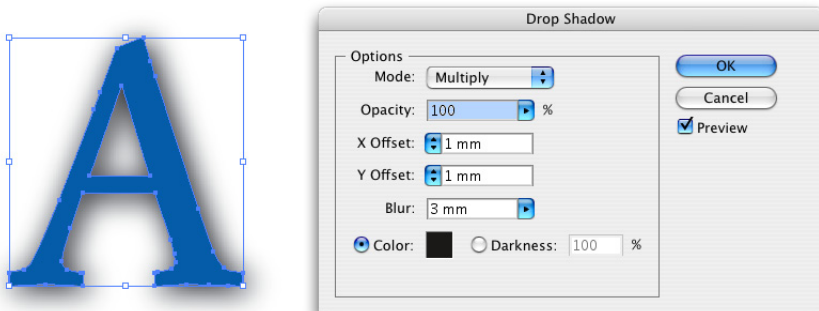 A
Drop Shadow
Options
Mode: Multiply
Opacity: 100 %
X Offset: 1 mm
Y Offset: 1 mm
Blur: 3 mm
Color: Darkness: 100 %
OK
Cancel
Preview